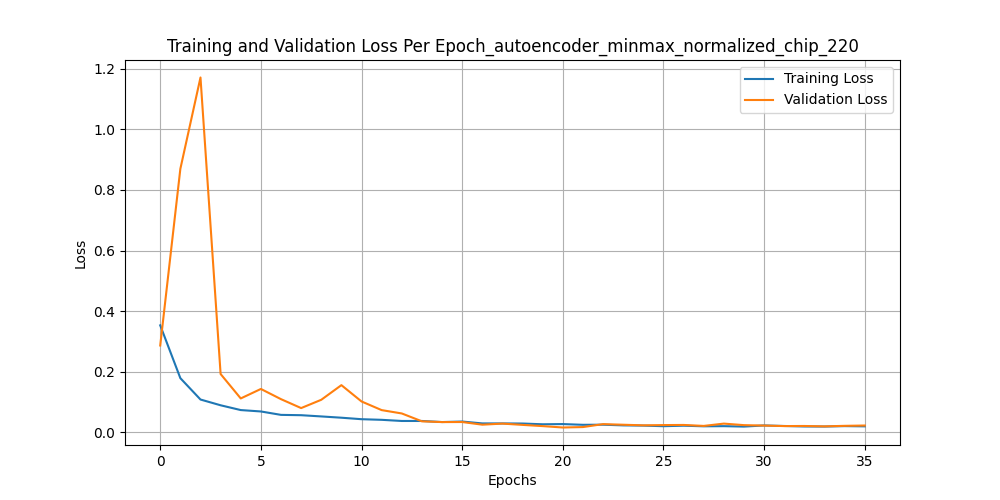 Training and Validation Loss Per Epoch_autoencoder_minmax_normalized_chip_220
Training Loss
Validation Loss
Loss
1.2
1.0
0.8
0.6
0.4
0.2
0.0
0 5 10 15 20 25 30 35
Epochs